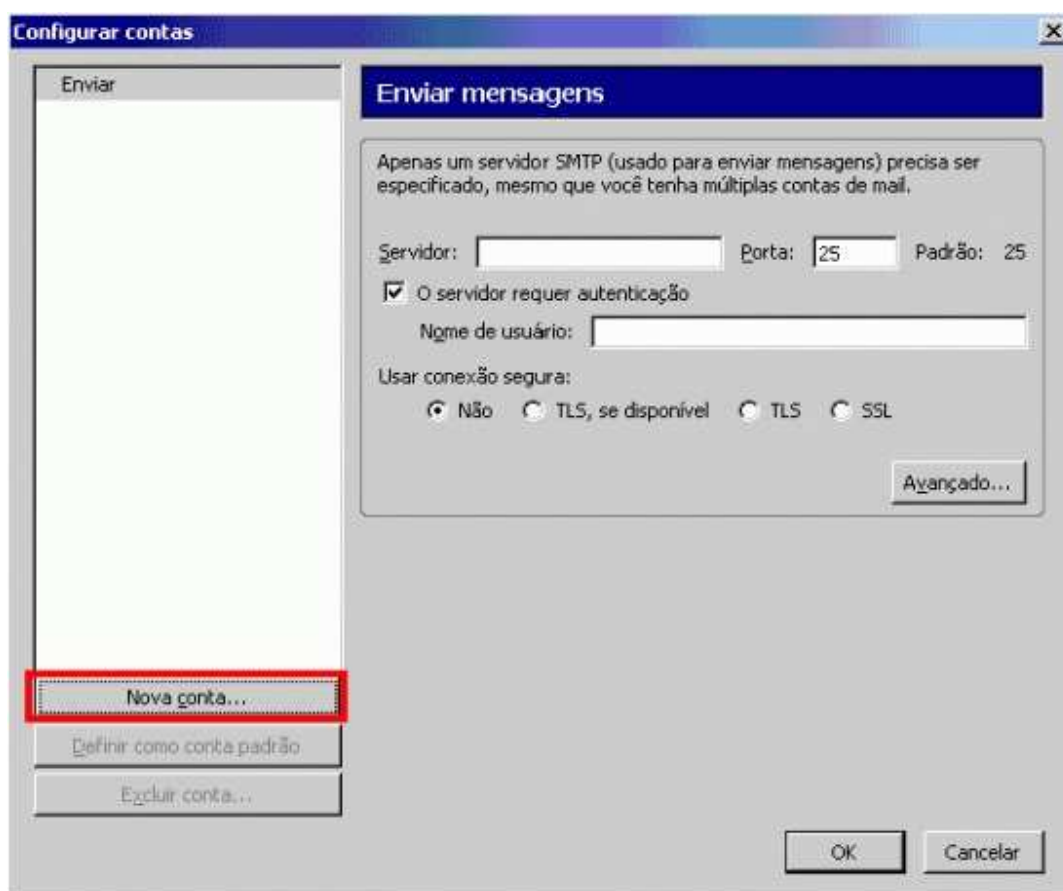 Configurar contas
Enviar
Enviar mensagens
Apenas um servidor SMTP (usado para enviar mensagens) precisa ser
especificado, mesmo que você tenha múltiplas contas de mail.
Servidor: Porta: 25 Padrão: 25
O servidor requer autenticação
Nome de usuário:
Usar conexão segura:
Não TLS, se disponível TLS SSL
Avançado...
Nova conta...
Definir como conta padrão
Excluir conta...
OK Cancelar